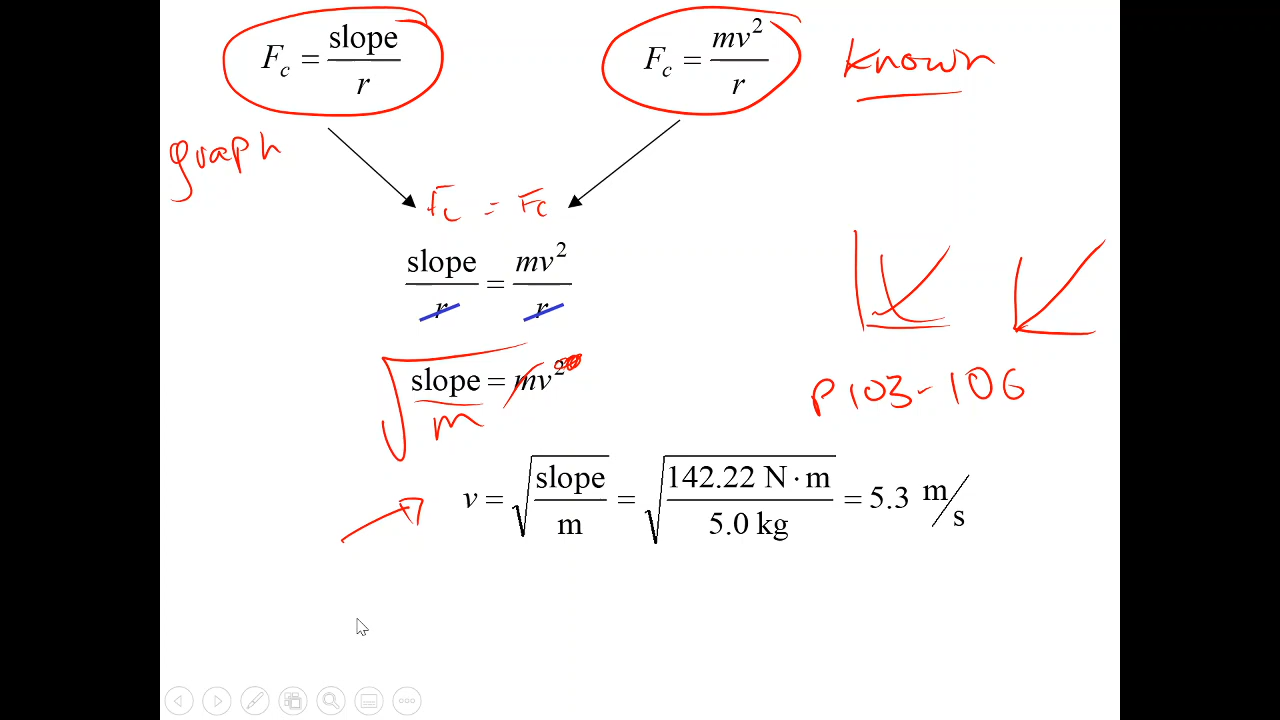 F_c = slope / r
F_c = mv² / r
known
graph
F_c = F_c
slope / r = mv² / r
√ slope / m = mv²
P103-106
v = √(slope / m) = √(142.22 N·m / 5.0 kg) = 5.3 m/s